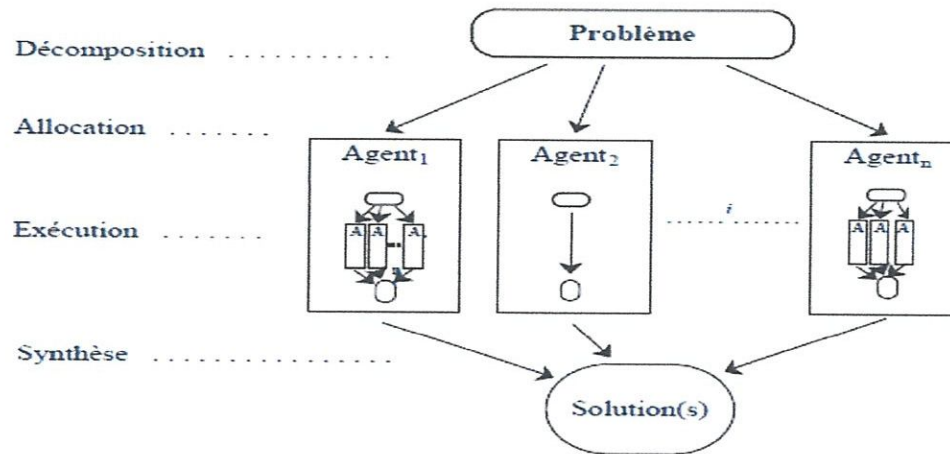 Problème
Décomposition . . . . . . . . . . . .
Allocation . . . . . . .
Agent₁
Agent₂
Agentₙ
Exécution . . . . . . .
i
A A A.
A A A
Synthèse . . . . . . . . . . . . . . . .
Solution(s)